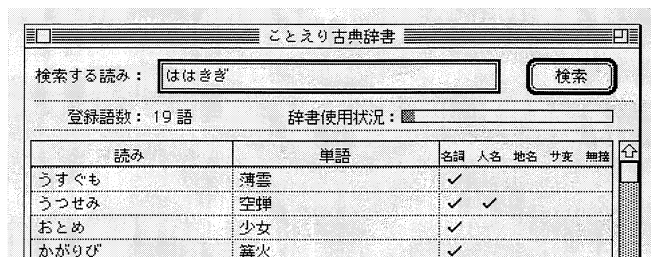 ことえり古典辞書
検索する読み： ははきぎ 検索
登録語数：19語 辞書使用状況：
読み 単語 名詞 人名 地名 サ変 無接
うすぐも 薄雲 ✓
うつせみ 空蝉 ✓ ✓
おとめ 少女 ✓
かがりび 篝火 ✓